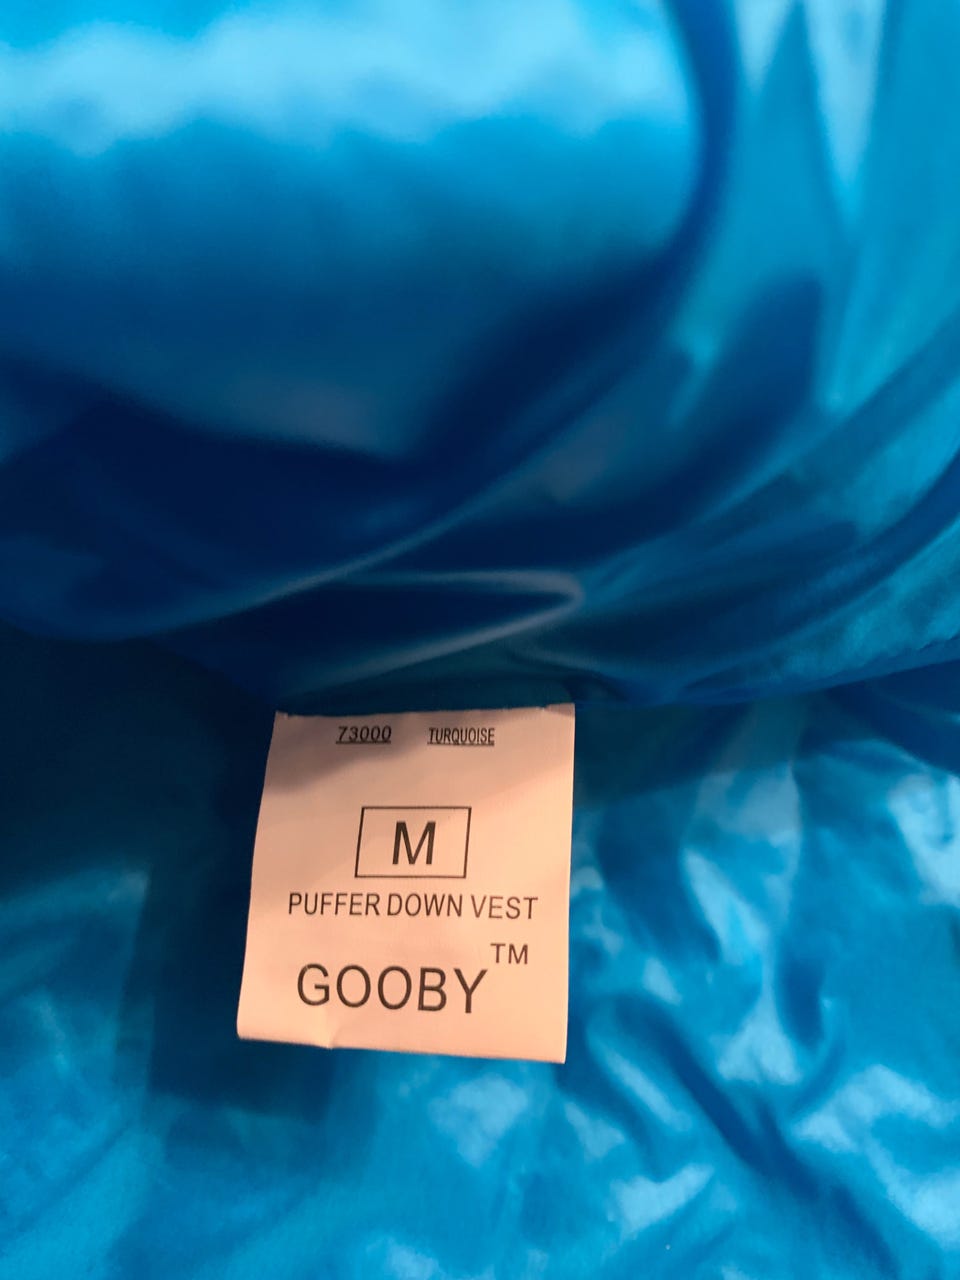 73000 TURQUOISE
M
PUFFER DOWN VEST
GOOBY™